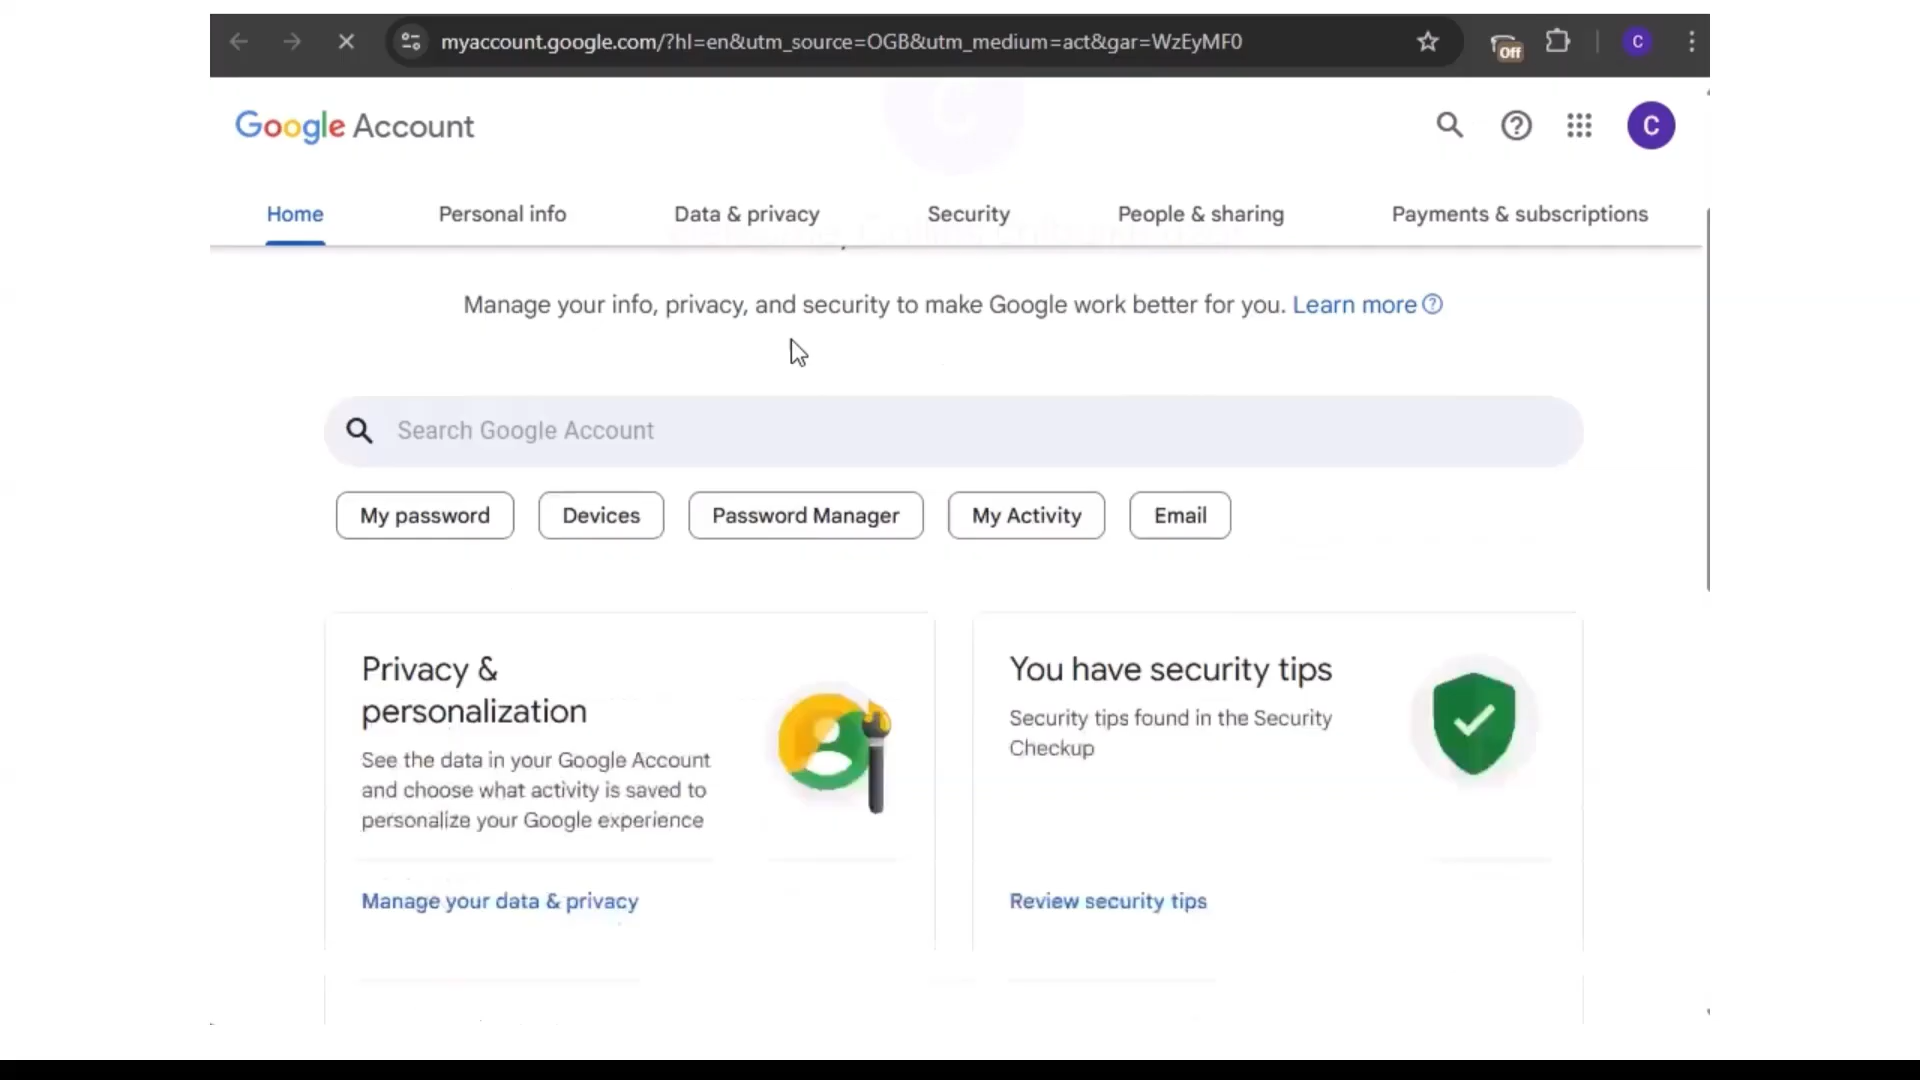 myaccount.google.com/?hl=en&utm_source=OGB&utm_medium=act&gar=WzEyMF0
Off
C
Google Account
C
Home Personal info Data & privacy Security People & sharing Payments & subscriptions
Manage your info, privacy, and security to make Google work better for you. Learn more
Search Google Account
My password Devices Password Manager My Activity Email
Privacy &
personalization
See the data in your Google Account
and choose what activity is saved to
personalize your Google experience
Manage your data & privacy
You have security tips
Security tips found in the Security
Checkup
Review security tips